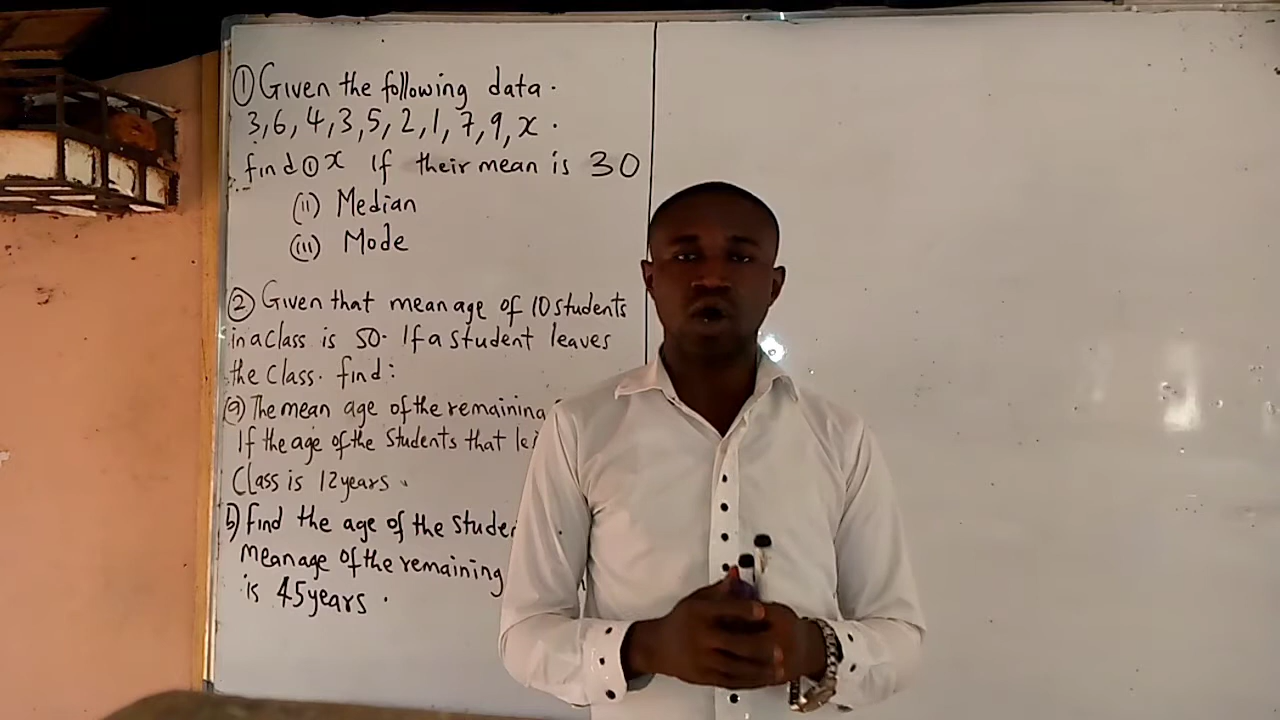 ① Given the following data.
3, 6, 4, 3, 5, 2, 1, 7, 9, x.
find ① x If their mean is 30
(ii) Median
(iii) Mode
② Given that mean age of 10 students
in a class is 50. If a student leaves
the class. find:
a) The mean age of the remaining
If the age of the students that
Class is 12 years.
b) Find the age of the
mean age of the remaining
is 45 years.